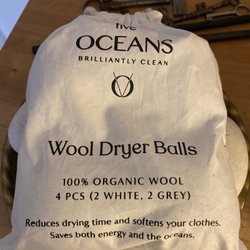 five
OCEANS
BRILLIANTLY CLEAN
Wool Dryer Balls
100% ORGANIC WOOL
4 PCS (2 WHITE, 2 GREY)
Reduces drying time and softens your clothes.
Saves both energy and the oceans.